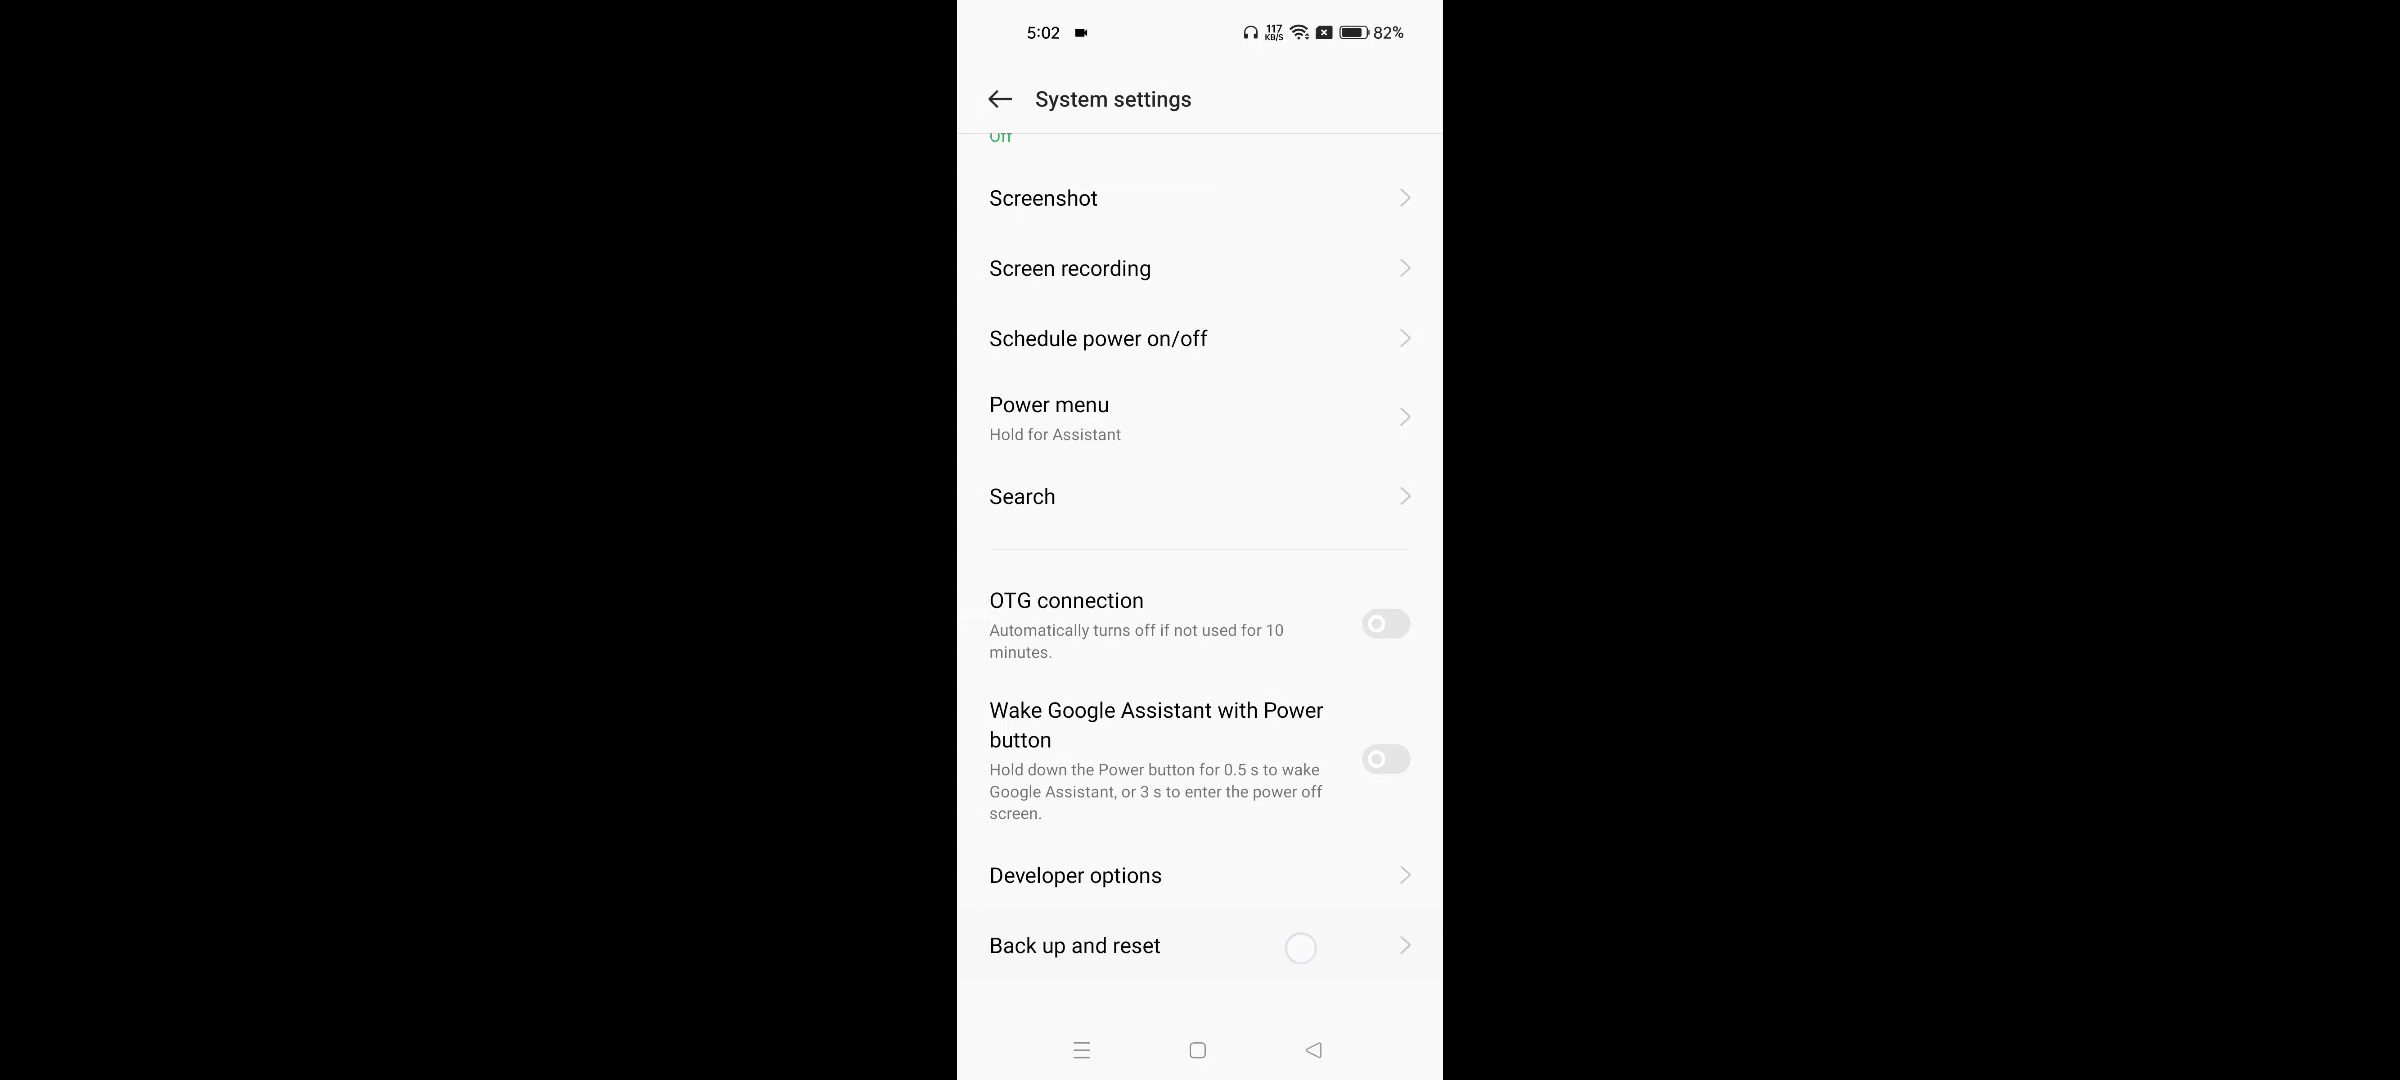 5:02
117
KB/S
82%
System settings
Off
Screenshot
Screen recording
Schedule power on/off
Power menu
Hold for Assistant
Search
OTG connection
Automatically turns off if not used for 10
minutes.
Wake Google Assistant with Power
button
Hold down the Power button for 0.5 s to wake
Google Assistant, or 3 s to enter the power off
screen.
Developer options
Back up and reset